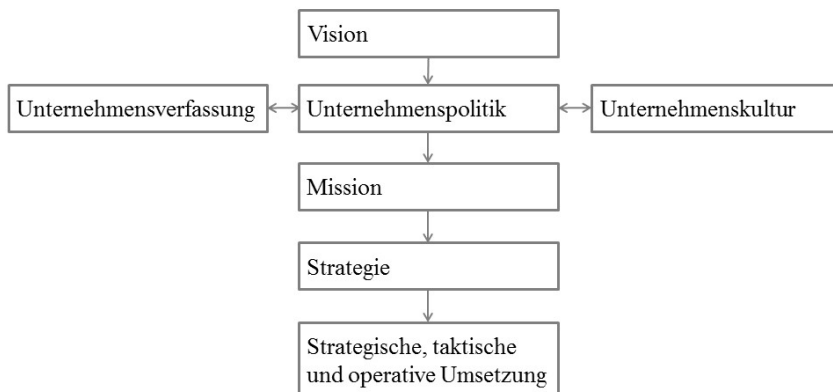 Vision
Unternehmensverfassung
Unternehmenspolitik
Unternehmenskultur
Mission
Strategie
Strategische, taktische
und operative Umsetzung